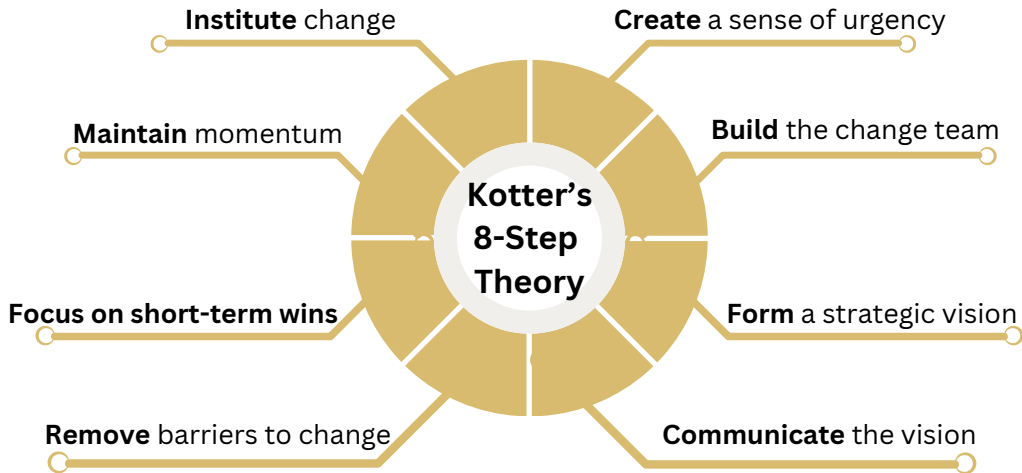 Institute change
Create a sense of urgency
Maintain momentum
Build the change team
Kotter’s
8-Step
Theory
Focus on short-term wins
Form a strategic vision
Remove barriers to change
Communicate the vision